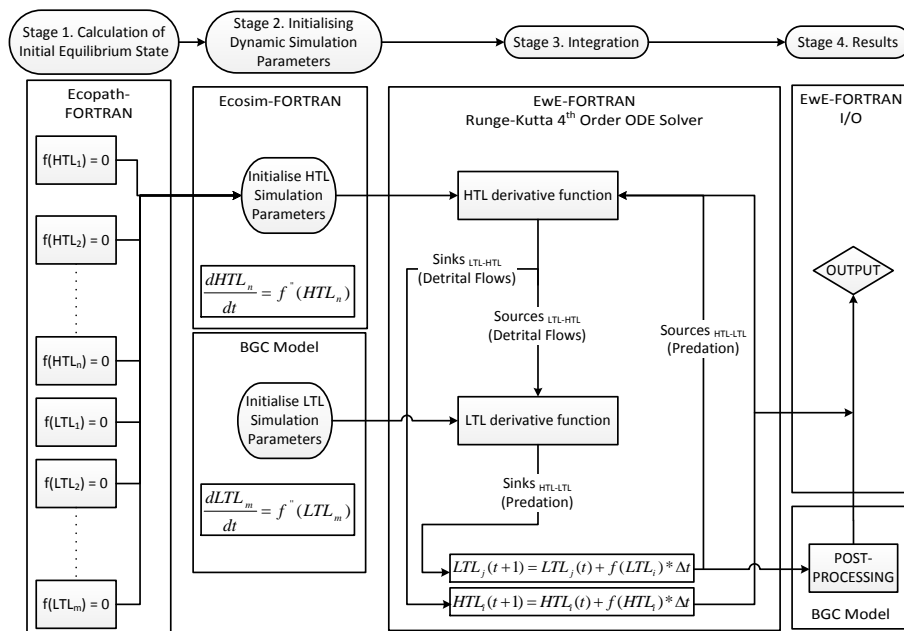 Stage 1. Calculation of
Initial Equilibrium State
Stage 2. Initialising
Dynamic Simulation
Parameters
Stage 3. Integration
Stage 4. Results
Ecopath-
FORTRAN
f(HTL₁) = 0
f(HTL₂) = 0
f(HTLₙ) = 0
f(LTL₁) = 0
f(LTL₂) = 0
f(LTLₘ) = 0
Ecosim-FORTRAN
Initialise HTL
Simulation
Parameters
dHTLₙ/dt = f''(HTLₙ)
BGC Model
Initialise LTL
Simulation
Parameters
dLTLₘ/dt = f''(LTLₘ)
EwE-FORTRAN
Runge-Kutta 4th Order ODE Solver
HTL derivative function
Sinks LTL-HTL
(Detrital Flows)
Sources LTL-HTL
(Detrital Flows)
Sources HTL-LTL
(Predation)
LTL derivative function
Sinks HTL-LTL
(Predation)
LTLⱼ(t+1) = LTLⱼ(t) + f(LTLᵢ)*Δt
HTLᵢ(t+1) = HTLᵢ(t) + f(HTLᵢ)*Δt
EwE-FORTRAN
I/O
OUTPUT
POST-
PROCESSING
BGC Model